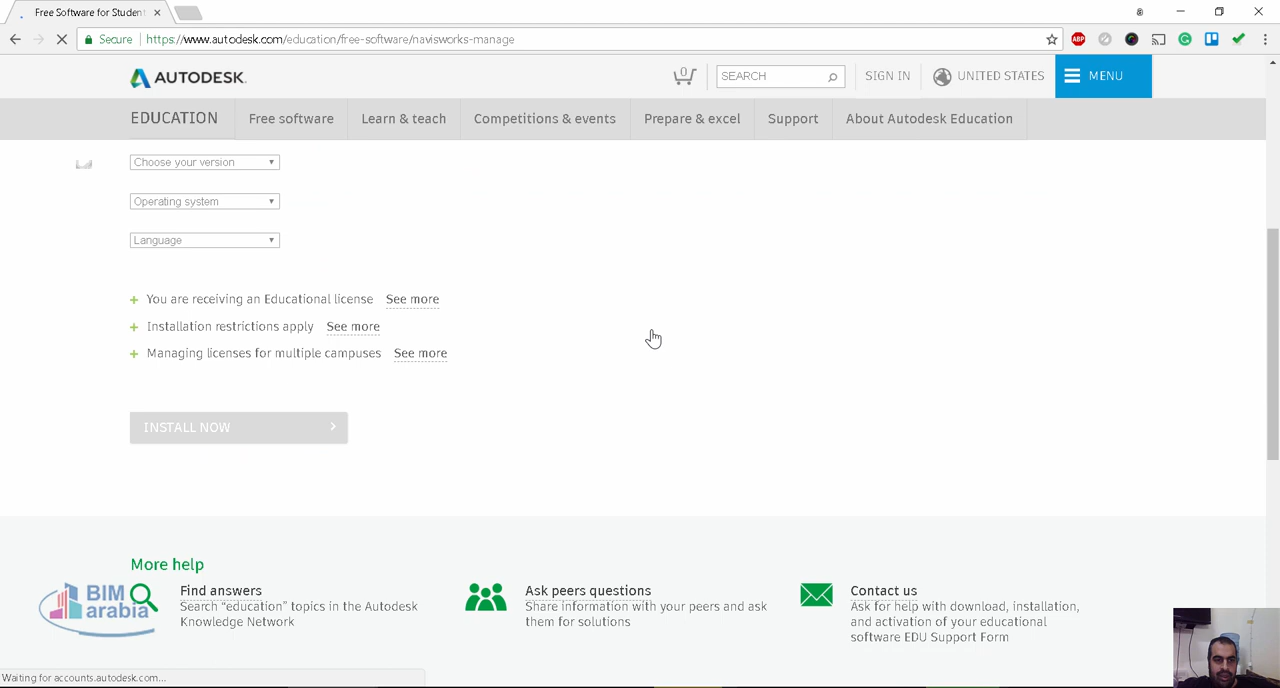 Free Software for Studen
Secure
https://www.autodesk.com/education/free-software/navisworks-manage
ABP
AUTODESK.
0
SEARCH
SIGN IN
UNITED STATES
MENU
EDUCATION
Free software
Learn & teach
Competitions & events
Prepare & excel
Support
About Autodesk Education
Choose your version
Operating system
Language
+ You are receiving an Educational license See more
+ Installation restrictions apply See more
+ Managing licenses for multiple campuses See more
INSTALL NOW
More help
BIM
arabia
Find answers
Search "education" topics in the Autodesk
Knowledge Network
Ask peers questions
Share information with your peers and ask
them for solutions
Contact us
Ask for help with download, installation,
and activation of your educational
software EDU Support Form
Waiting for accounts.autodesk.com...